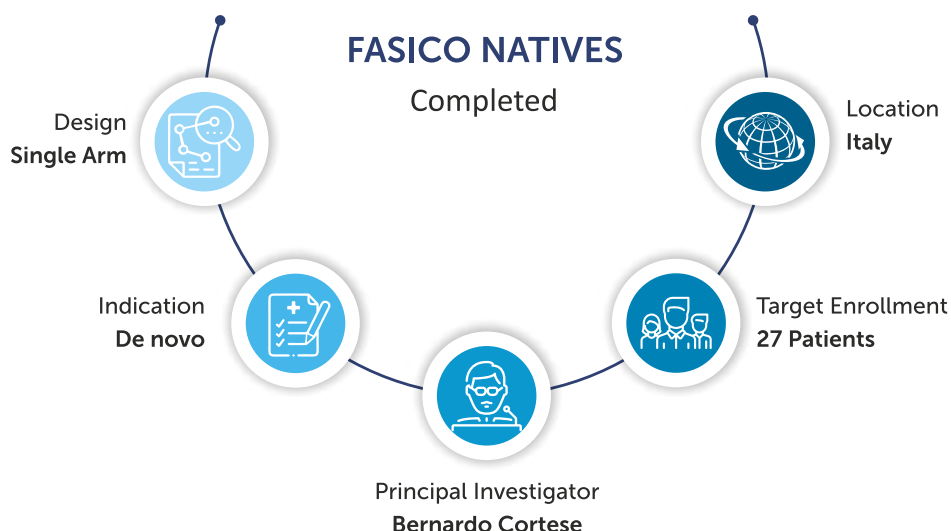 FASICO NATIVES
Completed
Design
Single Arm
Location
Italy
Indication
De novo
Target Enrollment
27 Patients
Principal Investigator
Bernardo Cortese